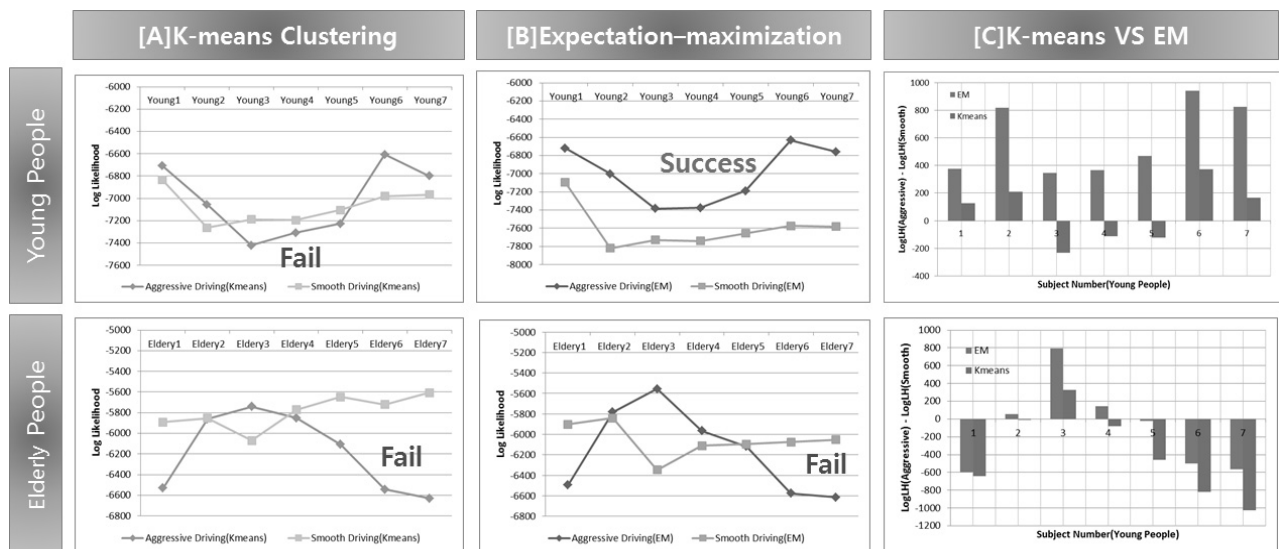 [A]K-means Clustering
[B]Expectation–maximization
[C]K-means VS EM
Young People
-6000
-6200
-6400
-6600
-6800
-7000
-7200
-7400
-7600
Log Likelihood
Young1 Young2 Young3 Young4 Young5 Young6 Young7
Fail
Aggressive Driving(Kmeans) Smooth Driving(Kmeans)
-6000
-6200
-6400
-6600
-6800
-7000
-7200
-7400
-7600
-7800
-8000
Log Likelihood
Young1 Young2 Young3 Young4 Young5 Young6 Young7
Success
Aggressive Driving(EM) Smooth Driving(EM)
1000
800
600
400
200
0
-200
-400
LogLH(Aggressive) - LogLH(Smooth)
EM
Kmeans
1 2 3 4 5 6 7
Subject Number(Young People)
Elderly People
-5000
-5200
-5400
-5600
-5800
-6000
-6200
-6400
-6600
-6800
Log Likelihood
Eldery1 Eldery2 Eldery3 Eldery4 Eldery5 Eldery6 Eldery7
Fail
Aggressive Driving(Kmeans) Smooth Driving(Kmeans)
-5000
-5200
-5400
-5600
-5800
-6000
-6200
-6400
-6600
-6800
Log Likelihood
Eldery1 Eldery2 Eldery3 Eldery4 Eldery5 Eldery6 Eldery7
Fail
Aggressive Driving(EM) Smooth Driving(EM)
1000
800
600
400
200
0
-200
-400
-600
-800
-1000
-1200
LogLH(Aggressive) - LogLH(Smooth)
EM
Kmeans
1 2 3 4 5 6 7
Subject Number(Young People)